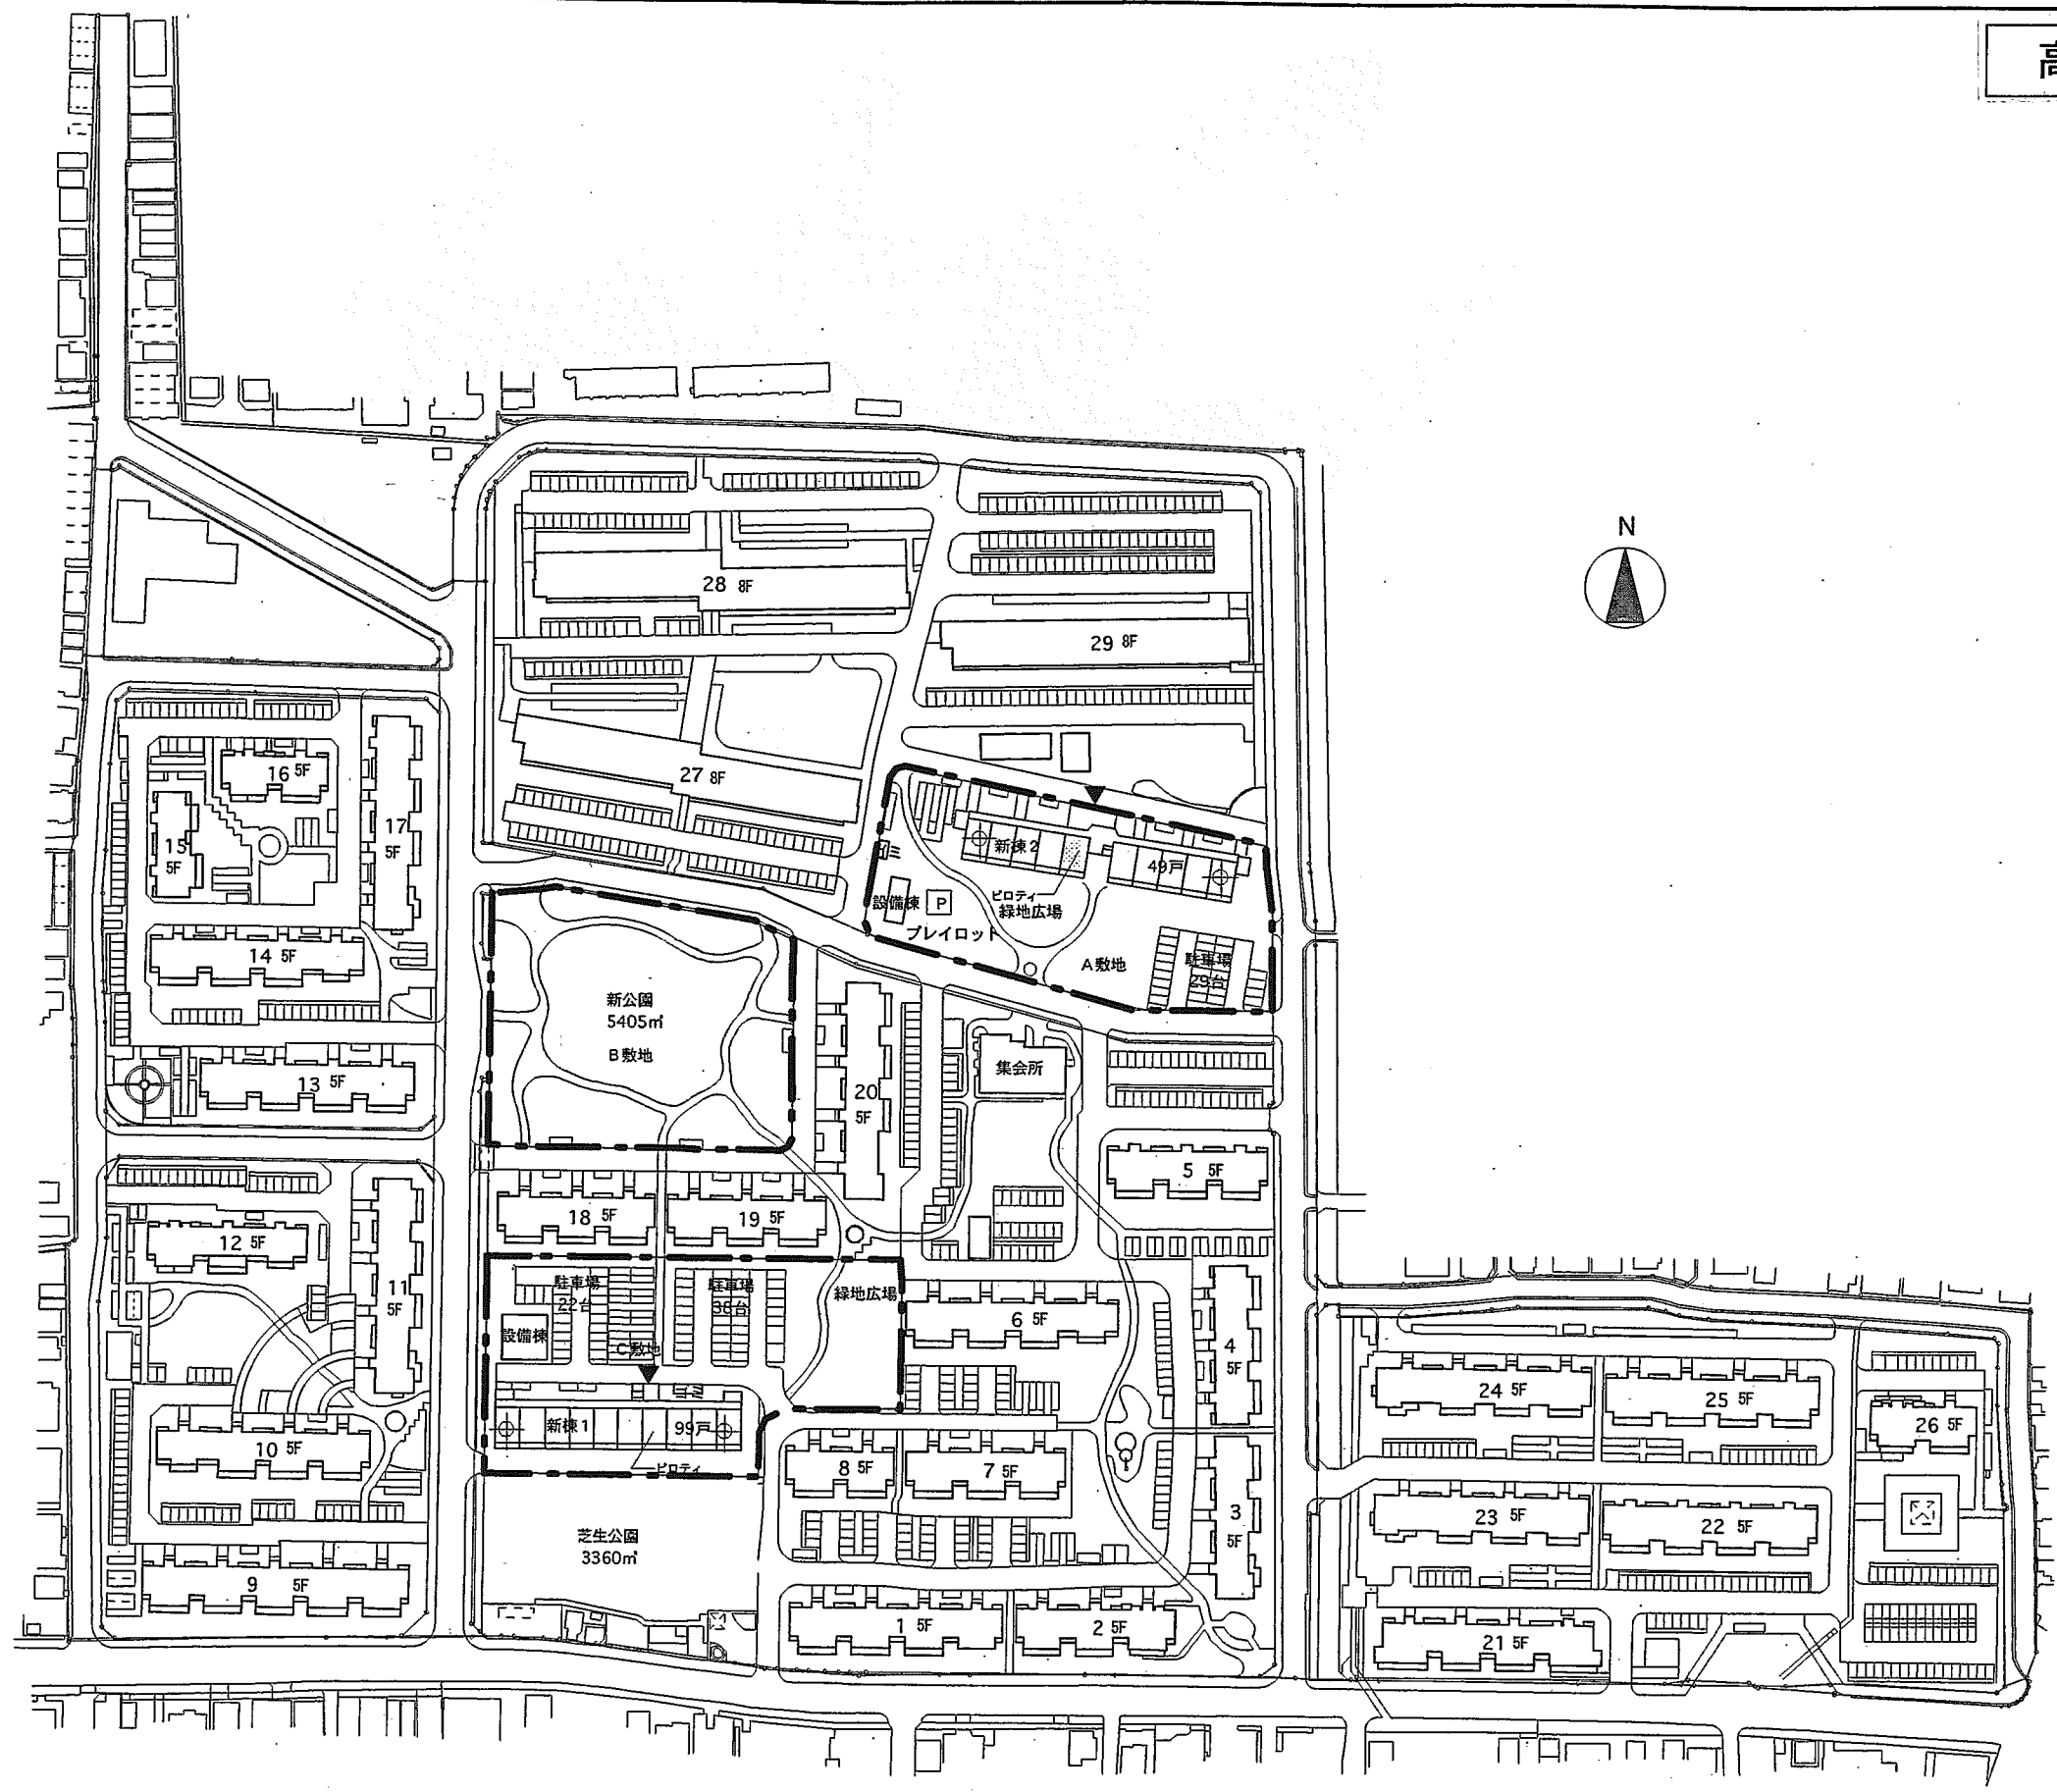 高
N
28 8F
29 8F
27 8F
16 5F
17
5F
15
5F
新棟2
49戸
ピロティ
緑地広場
設備棟
P
プレイロット
A敷地
駐車場
29台
14 5F
新公園
5405㎡
B敷地
集会所
13 5F
20
5F
5 5F
18 5F
19 5F
12 5F
11
5F
駐車場
22台
駐車場
38台
緑地広場
設備棟
C敷地
6 5F
4
5F
24 5F
25 5F
26 5F
新棟1
99戸
ピロティ
10 5F
8 5F
7 5F
3
5F
23 5F
22 5F
芝生公園
3360㎡
9 5F
1 5F
2 5F
21 5F